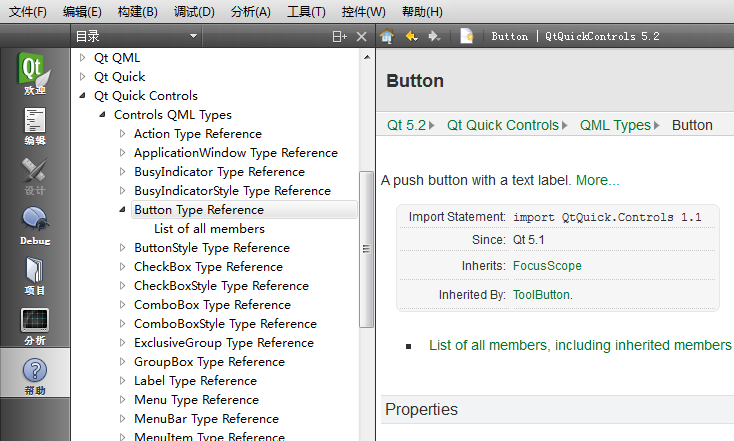 文件(F) 编辑(E) 构建(B) 调试(D) 分析(A) 工具(T) 控件(W) 帮助(H)
目录
Button | QtQuickControls 5.2
Qt
欢迎
编辑
设计
Debug
项目
分析
帮助
Qt QML
Qt Quick
Qt Quick Controls
Controls QML Types
Action Type Reference
ApplicationWindow Type Reference
BusyIndicator Type Reference
BusyIndicatorStyle Type Reference
Button Type Reference
List of all members
ButtonStyle Type Reference
CheckBox Type Reference
CheckBoxStyle Type Reference
ComboBox Type Reference
ComboBoxStyle Type Reference
ExclusiveGroup Type Reference
GroupBox Type Reference
Label Type Reference
Menu Type Reference
MenuBar Type Reference
MenuItem Type Reference
Button
Qt 5.2 Qt Quick Controls QML Types Button
A push button with a text label. More...
Import Statement: import QtQuick.Controls 1.1
Since: Qt 5.1
Inherits: FocusScope
Inherited By: ToolButton.
List of all members, including inherited members
Properties